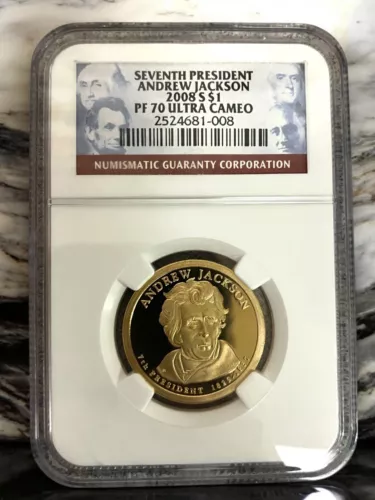 SEVENTH PRESIDENT
ANDREW JACKSON
2008 S $1
PF 70 ULTRA CAMEO
2524681-008
NUMISMATIC GUARANTY CORPORATION
ANDREW JACKSON
7th PRESIDENT